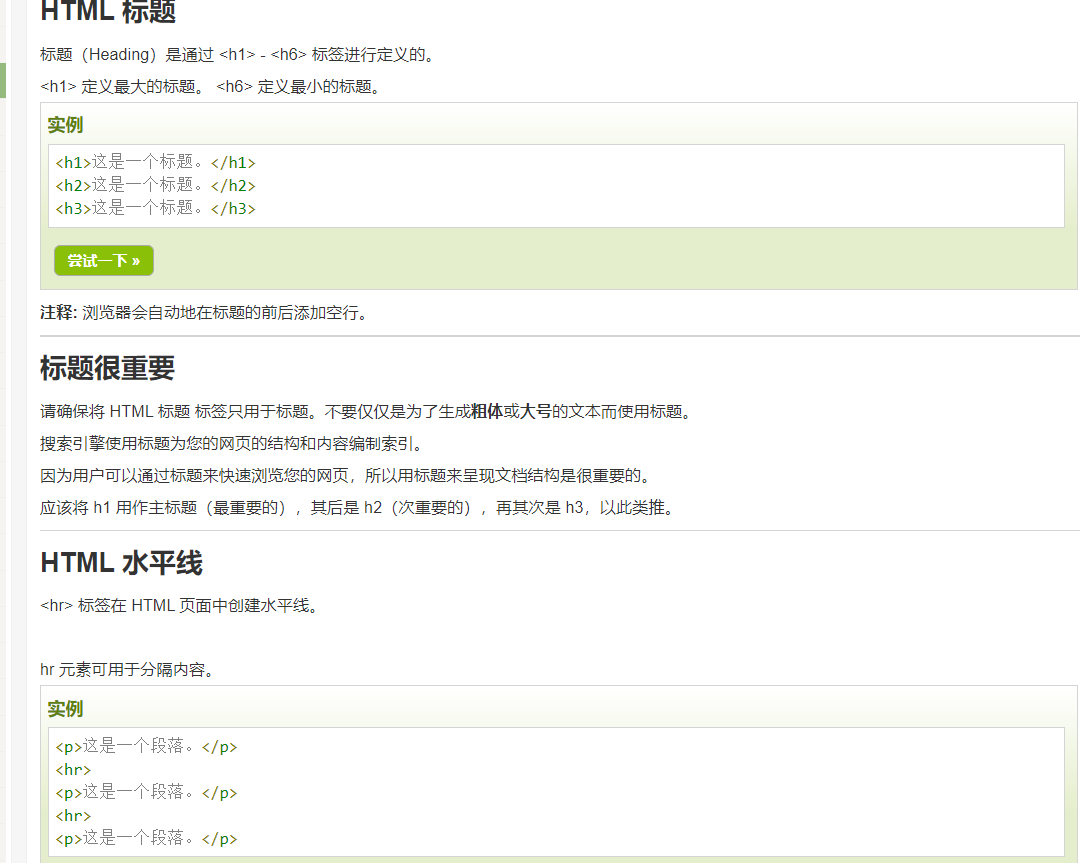 HTML 标题
标题（Heading）是通过 <h1> - <h6> 标签进行定义的。
<h1> 定义最大的标题。 <h6> 定义最小的标题。
实例
<h1>这是一个标题。</h1>
<h2>这是一个标题。</h2>
<h3>这是一个标题。</h3>
尝试一下 »
注释: 浏览器会自动地在标题的前后添加空行。
标题很重要
请确保将 HTML 标题 标签只用于标题。不要仅仅是为了生成粗体或大号的文本而使用标题。
搜索引擎使用标题为您的网页的结构和内容编制索引。
因为用户可以通过标题来快速浏览您的网页，所以用标题来呈现文档结构是很重要的。
应该将 h1 用作主标题（最重要的），其后是 h2（次重要的），再其次是 h3，以此类推。
HTML 水平线
<hr> 标签在 HTML 页面中创建水平线。
hr 元素可用于分隔内容。
实例
<p>这是一个段落。</p>
<hr>
<p>这是一个段落。</p>
<hr>
<p>这是一个段落。</p>